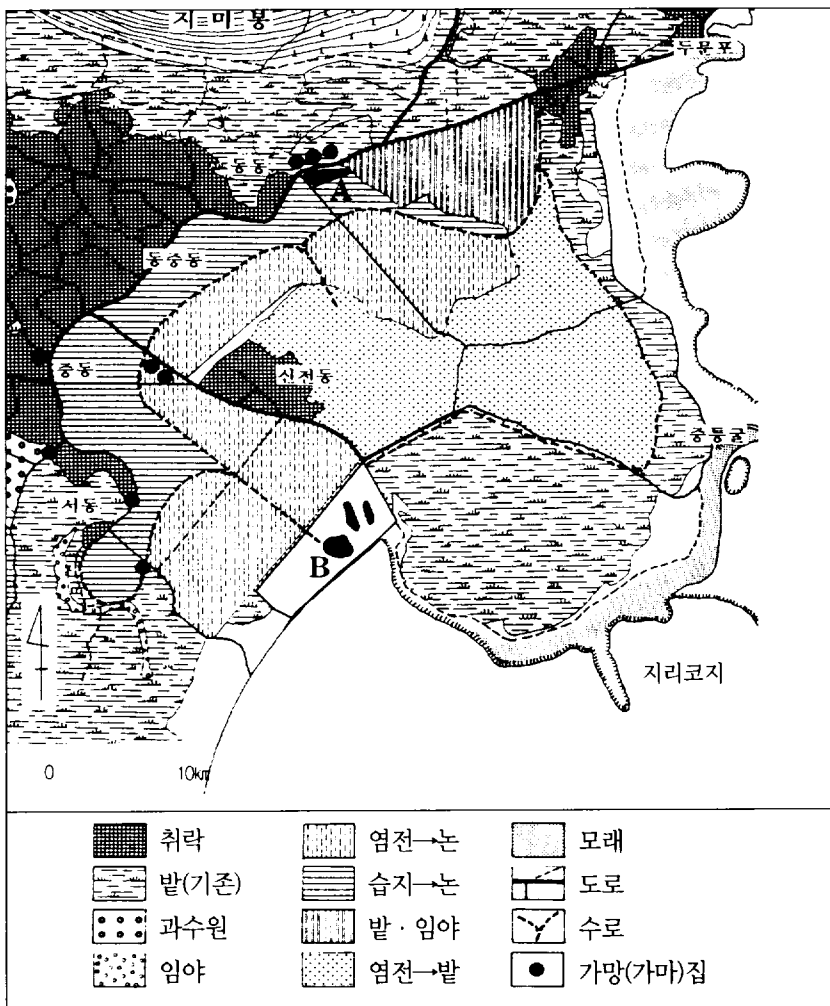 지미봉
두문포
동동
A
동중동
중동
신전동
중통굴
서동
B
지리코지
0 10km
취락 염전→논 모래
밭(기존) 습지→논 도로
과수원 밭·임야 수로
임야 염전→밭 가망(가마)집